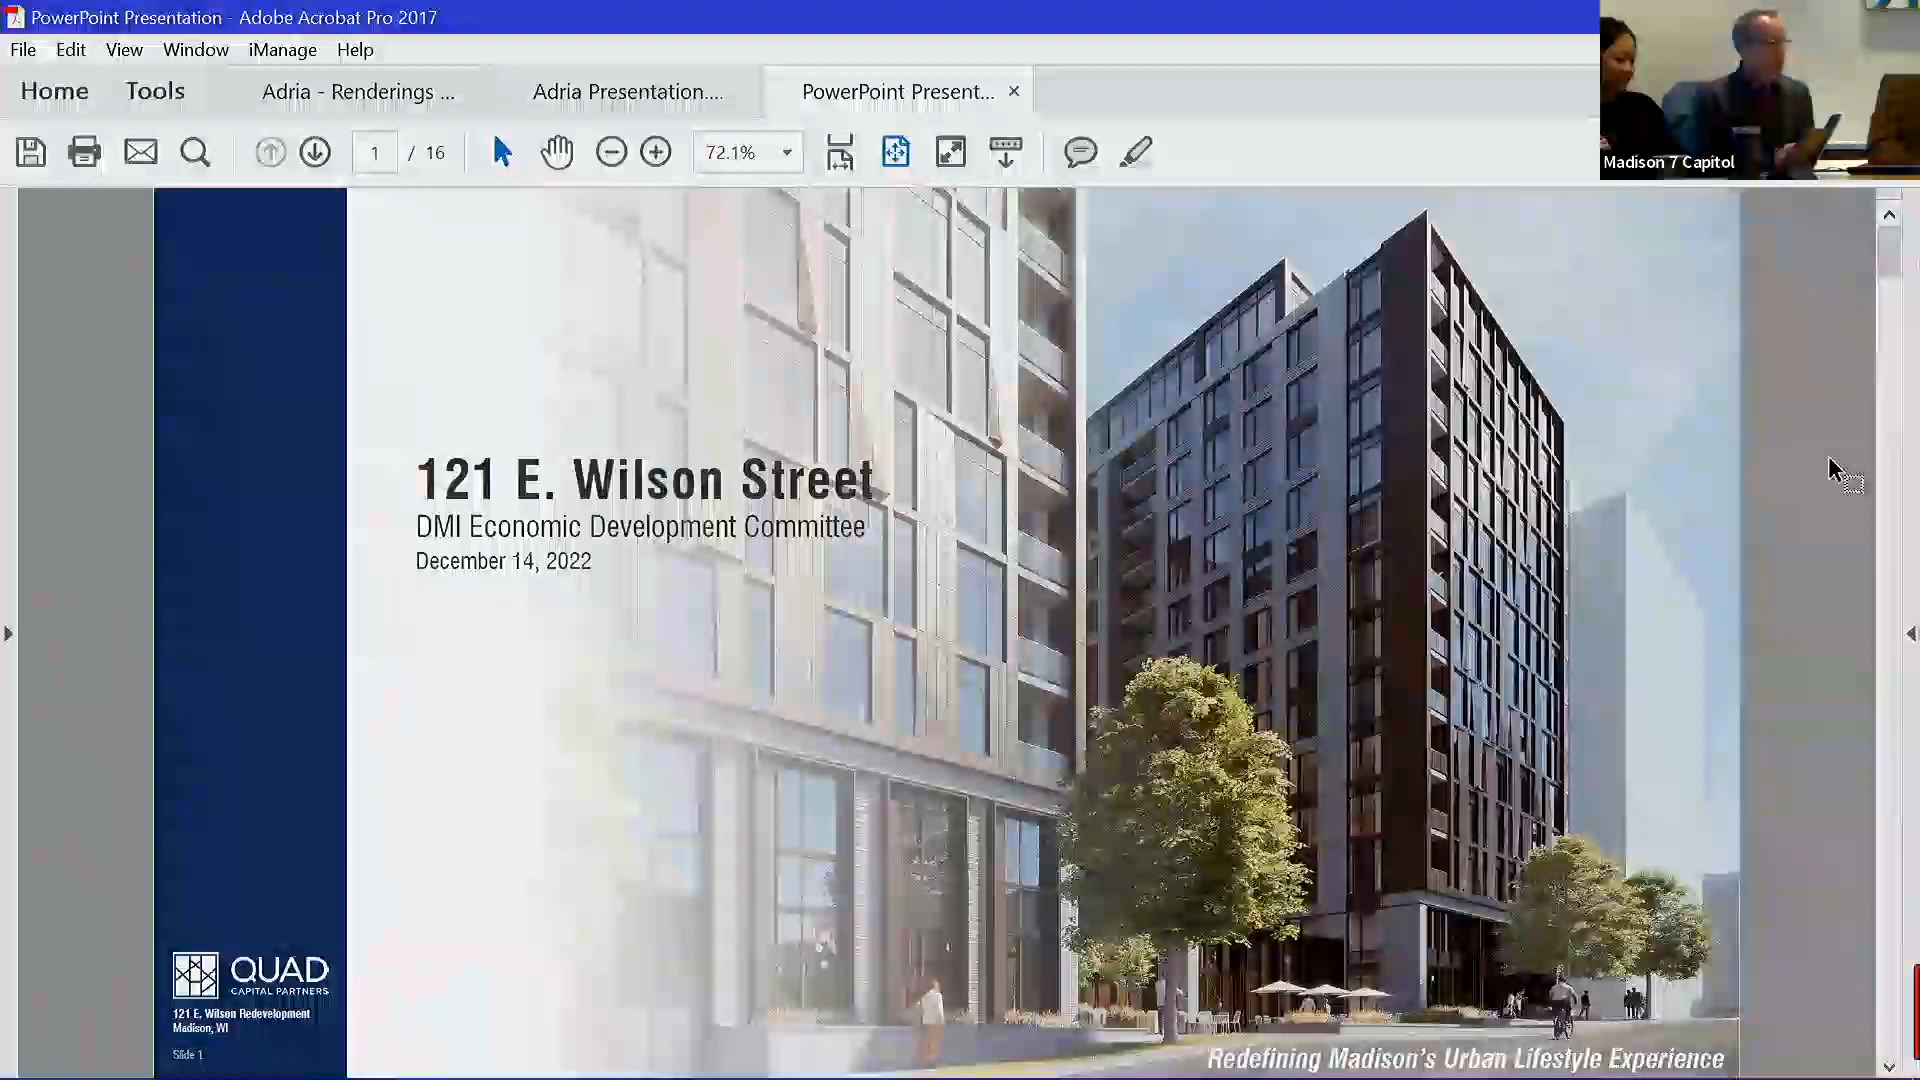 PowerPoint Presentation - Adobe Acrobat Pro 2017
File Edit View Window iManage Help
Home Tools Adria - Renderings ... Adria Presentation.... PowerPoint Present... ×
1 / 16 72.1%
Madison 7 Capitol
121 E. Wilson Street
DMI Economic Development Committee
December 14, 2022
QUAD
CAPITAL PARTNERS
121 E. Wilson Redevelopment
Madison, WI
Slide 1
Redefining Madison's Urban Lifestyle Experience